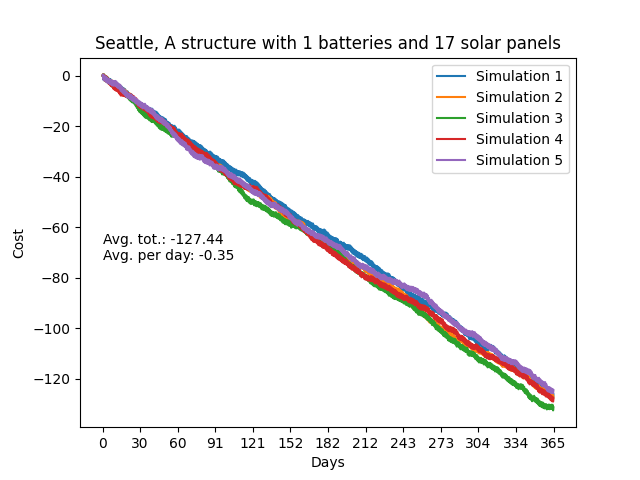 Seattle, A structure with 1 batteries and 17 solar panels
Simulation 1
Simulation 2
Simulation 3
Simulation 4
Simulation 5
Cost
0
−20
−40
−60
−80
−100
−120
Avg. tot.: -127.44
Avg. per day: -0.35
0 30 60 91 121 152 182 212 243 273 304 334 365
Days